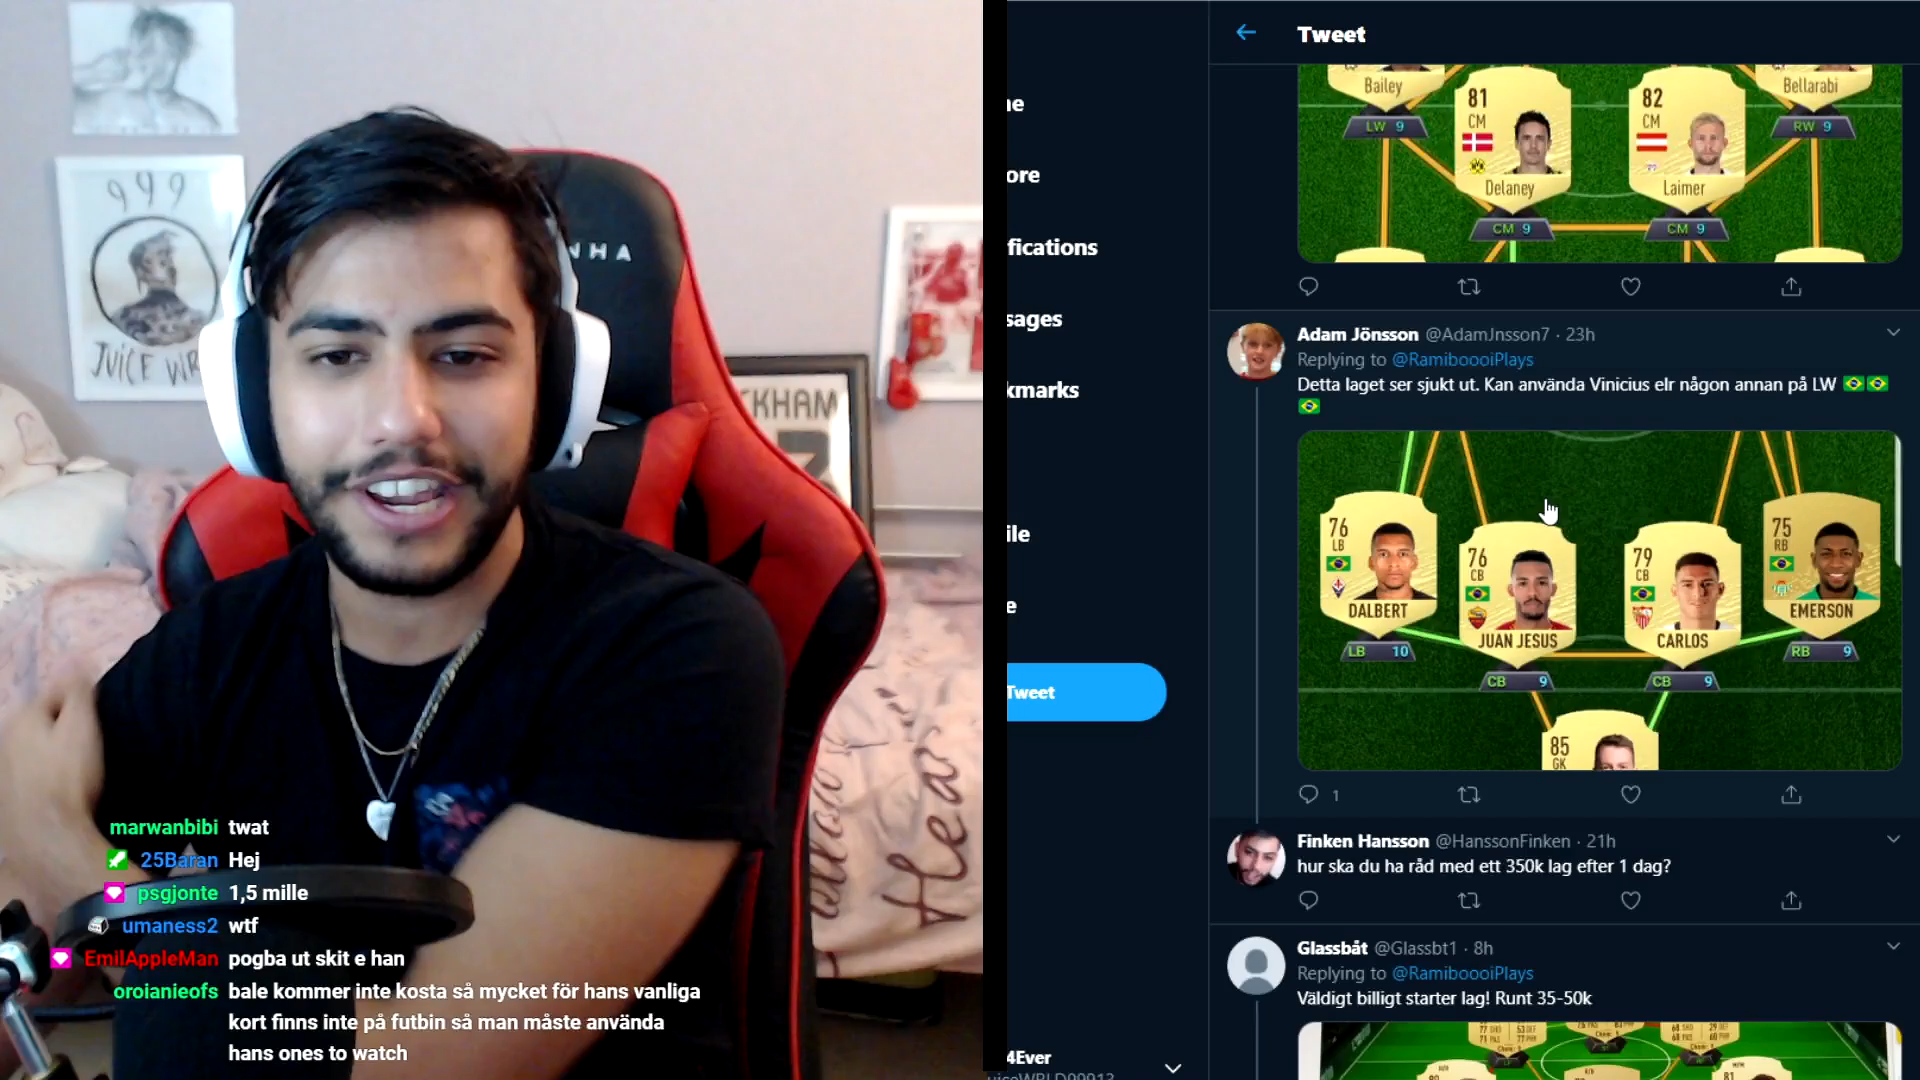 999
JUICE WR
NHA
CKHAM
marwanbibi twat
25Baran Hej
psgjonte 1,5 mille
umaness2 wtf
EmilAppleMan pogba ut skit e han
oroianieofs bale kommer inte kosta så mycket för hans vanliga
kort finns inte på futbin så man måste använda
hans ones to watch
ne
ore
fications
sages
kmarks
ile
e
Tweet
4Ever
Tweet
Bailey
LW 9
Bellarabi
RW 9
81
CM
Delaney
CM 9
82
CM
Laimer
CM 9
Adam Jönsson @AdamJnsson7 · 23h
Replying to @RamiboooiPlays
Detta laget ser sjukt ut. Kan använda Vinicius elr någon annan på LW
76
LB
DALBERT
LB 10
76
CB
JUAN JESUS
CB 9
79
CB
CARLOS
CB 9
75
RB
EMERSON
RB 9
85
GK
1
Finken Hansson @HanssonFinken · 21h
hur ska du ha råd med ett 350k lag efter 1 dag?
Glassbåt @Glassbt1 · 8h
Replying to @RamiboooiPlays
Väldigt billigt starter lag! Runt 35-50k